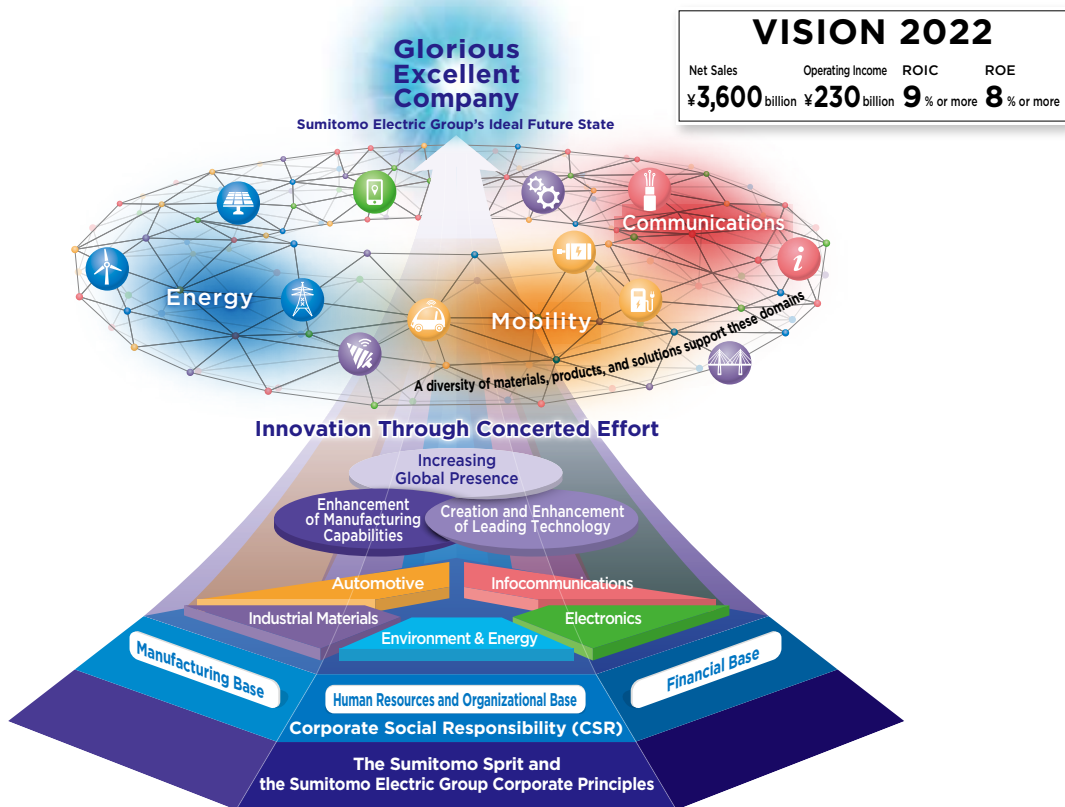 Glorious
Excellent
Company
Sumitomo Electric Group's Ideal Future State
VISION 2022
Net Sales
¥3,600 billion
Operating Income
¥230 billion
ROIC
9 % or more
ROE
8 % or more
Communications
i
Energy
Mobility
A diversity of materials, products, and solutions support these domains
Innovation Through Concerted Effort
Increasing
Global Presence
Enhancement
of Manufacturing
Capabilities
Creation and Enhancement
of Leading Technology
Automotive
Infocommunications
Industrial Materials
Electronics
Environment & Energy
Manufacturing Base
Financial Base
Human Resources and Organizational Base
Corporate Social Responsibility (CSR)
The Sumitomo Sprit and
the Sumitomo Electric Group Corporate Principles